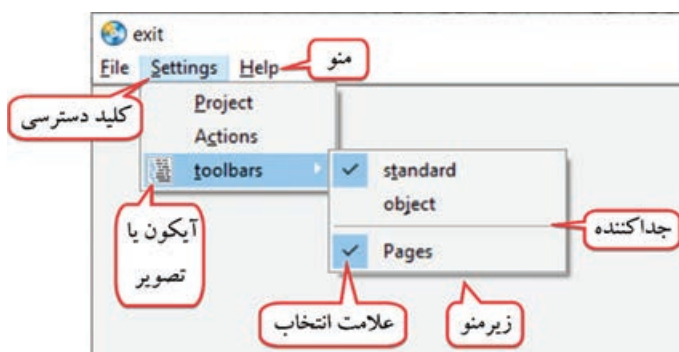 exit
File Settings Help
منو
کلید دسترسی
Project
Actions
toolbars
standard
object
جداکننده
Pages
آیکون یا
تصویر
علامت انتخاب
زیرمنو